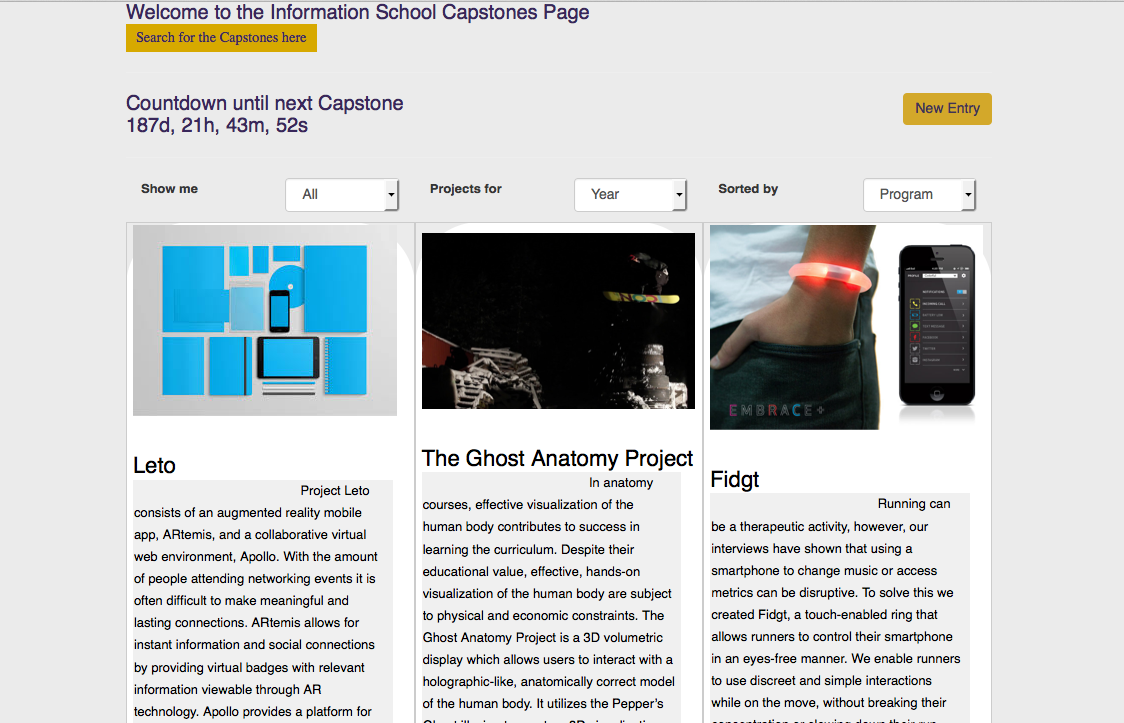 Welcome to the Information School Capstones Page
Search for the Capstones here
Countdown until next Capstone
187d, 21h, 43m, 52s
New Entry
Show me
All
Projects for
Year
Sorted by
Program
EMBRACE+
Leto
Project Leto
consists of an augmented reality mobile
app, ARtemis, and a collaborative virtual
web environment, Apollo. With the amount
of people attending networking events it is
often difficult to make meaningful and
lasting connections. ARtemis allows for
instant information and social connections
by providing virtual badges with relevant
information viewable through AR
technology. Apollo provides a platform for
The Ghost Anatomy Project
In anatomy
courses, effective visualization of the
human body contributes to success in
learning the curriculum. Despite their
educational value, effective, hands-on
visualization of the human body are subject
to physical and economic constraints. The
Ghost Anatomy Project is a 3D volumetric
display which allows users to interact with a
holographic-like, anatomically correct model
of the human body. It utilizes the Pepper's
Fidgt
Running can
be a therapeutic activity, however, our
interviews have shown that using a
smartphone to change music or access
metrics can be disruptive. To solve this we
created Fidgt, a touch-enabled ring that
allows runners to control their smartphone
in an eyes-free manner. We enable runners
to use discreet and simple interactions
while on the move, without breaking their